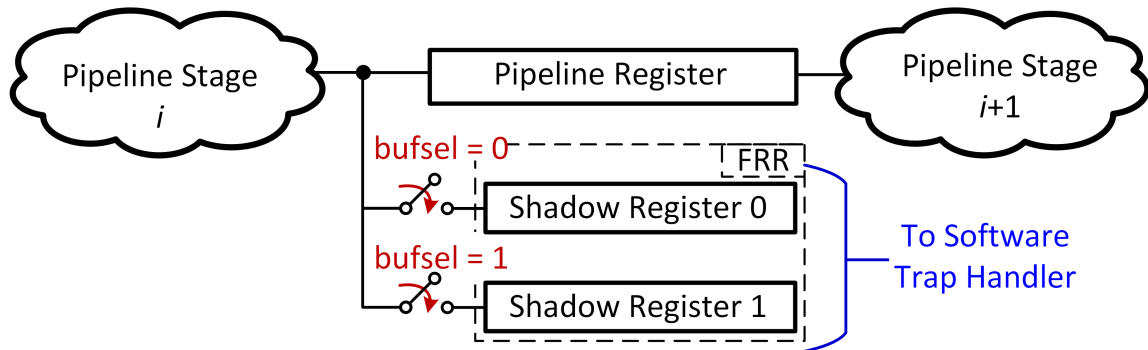 Pipeline Stage
i
Pipeline Register
Pipeline Stage
i+1
bufsel = 0
FRR
Shadow Register 0
bufsel = 1
Shadow Register 1
To Software
Trap Handler